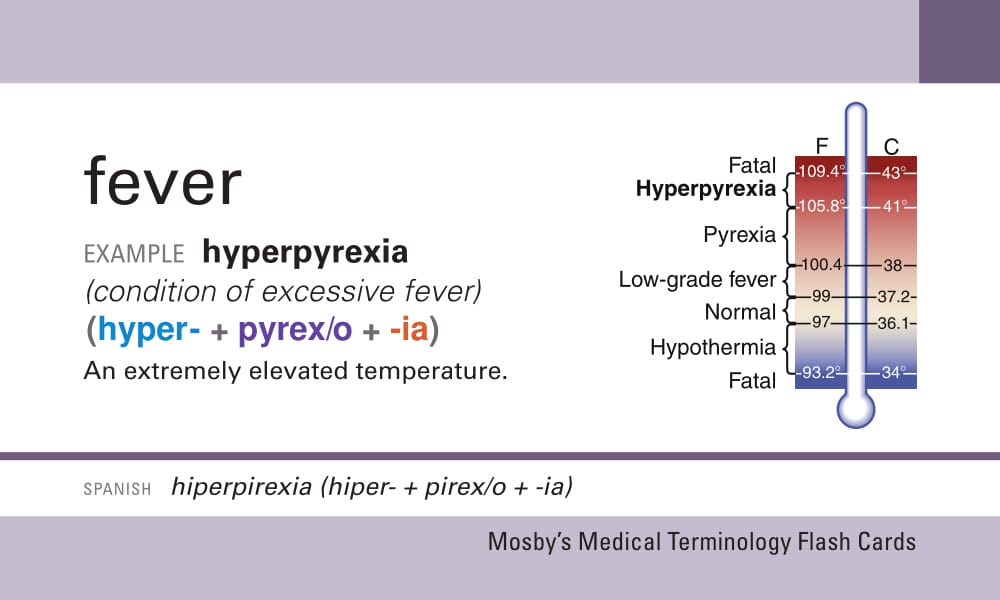 fever
EXAMPLE hyperpyrexia
(condition of excessive fever)
(hyper- + pyrex/o + -ia)
An extremely elevated temperature.
F C
Fatal
109.4° 43°
Hyperpyrexia
105.8° 41°
Pyrexia
100.4 38
Low-grade fever
99 37.2
Normal
97 36.1
Hypothermia
93.2° 34°
Fatal
SPANISH hiperpirexia (hiper- + pirex/o + -ia)
Mosby's Medical Terminology Flash Cards